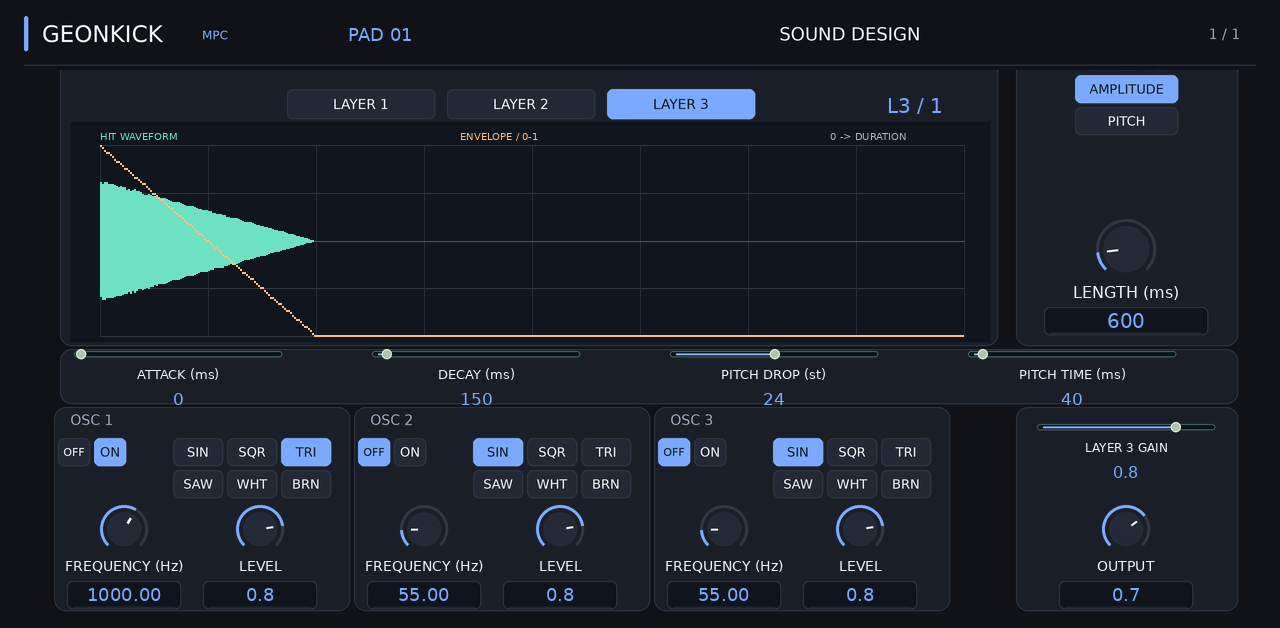 GEONKICK MPC PAD 01 SOUND DESIGN 1 / 1
LAYER 1 LAYER 2 LAYER 3 L3 / 1
HIT WAVEFORM ENVELOPE / 0-1 0 -> DURATION
AMPLITUDE
PITCH
LENGTH (ms)
600
ATTACK (ms) DECAY (ms) PITCH DROP (st) PITCH TIME (ms)
0 150 24 40
OSC 1
OFF ON SIN SQR TRI
SAW WHT BRN
FREQUENCY (Hz) LEVEL
1000.00 0.8
OSC 2
OFF ON SIN SQR TRI
SAW WHT BRN
FREQUENCY (Hz) LEVEL
55.00 0.8
OSC 3
OFF ON SIN SQR TRI
SAW WHT BRN
FREQUENCY (Hz) LEVEL
55.00 0.8
LAYER 3 GAIN
0.8
OUTPUT
0.7